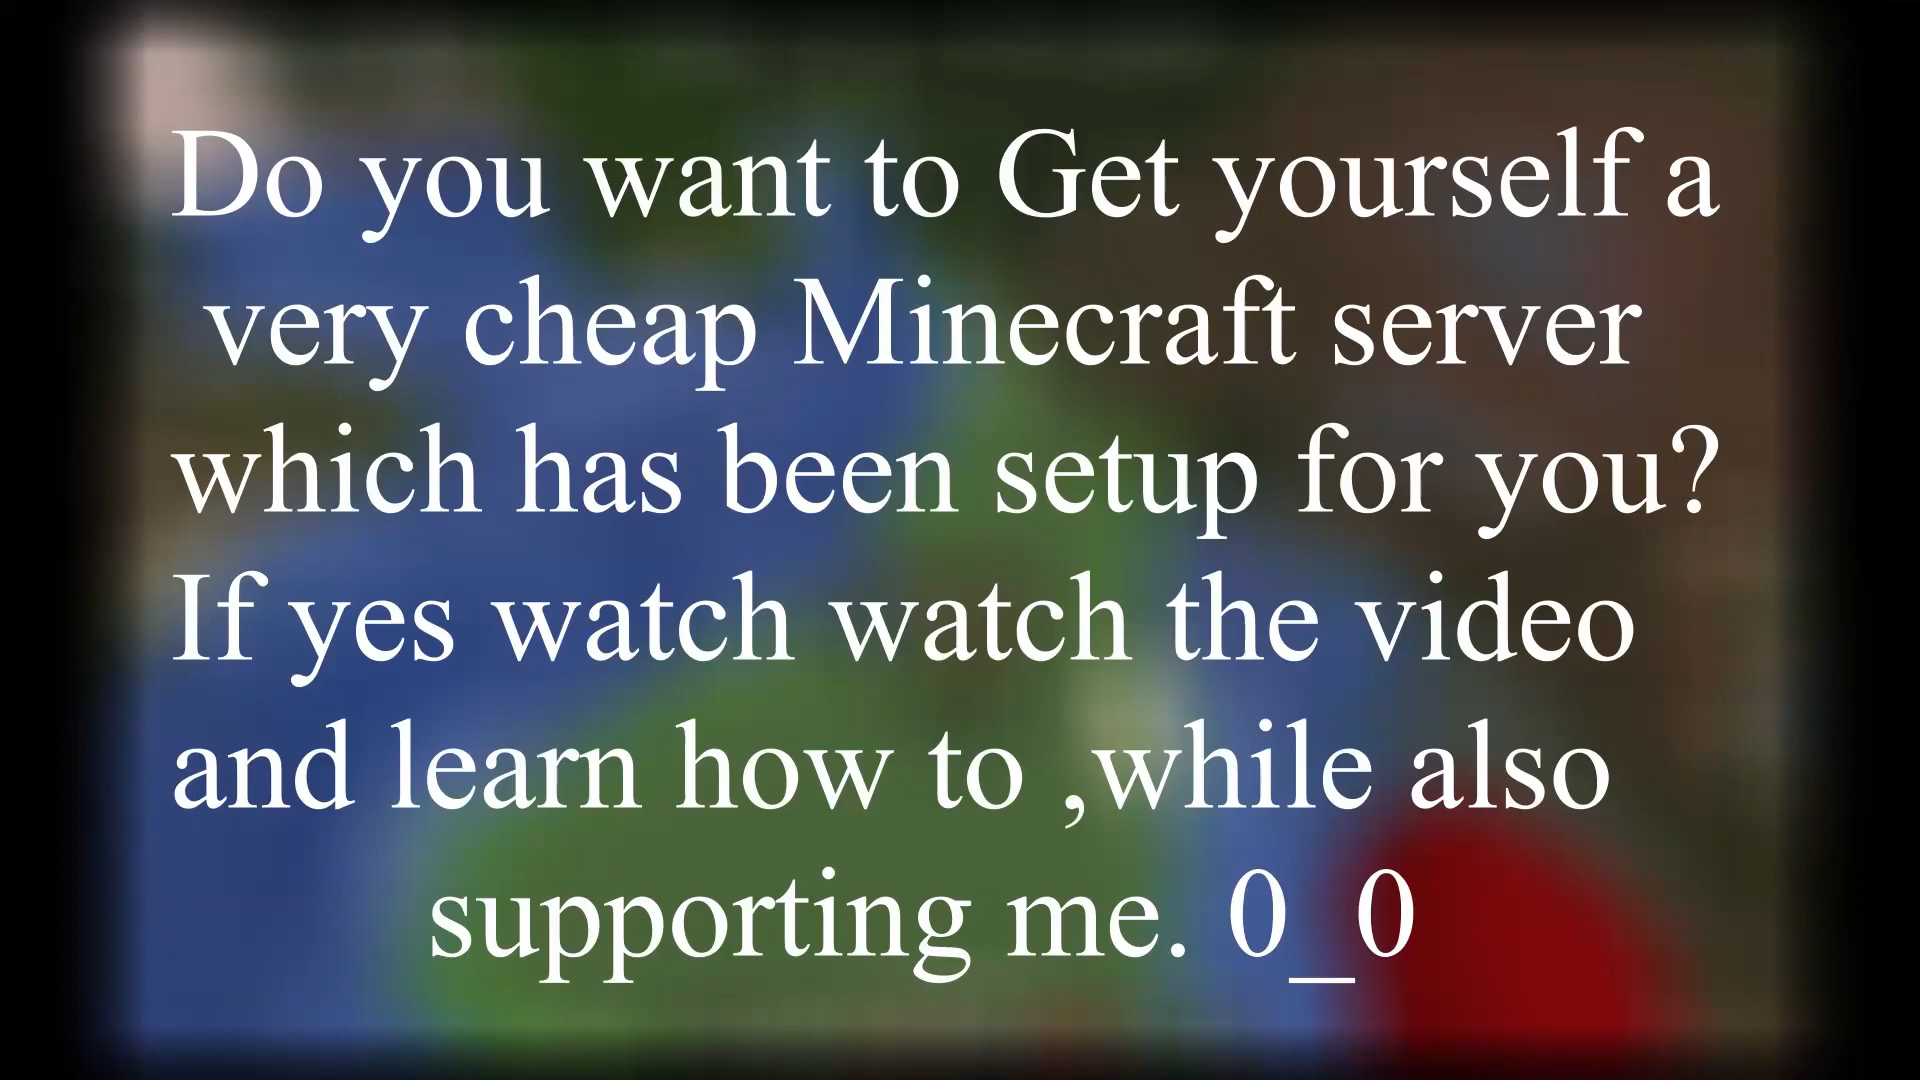 Do you want to Get yourself a
very cheap Minecraft server
which has been setup for you?
If yes watch watch the video
and learn how to ,while also
supporting me. 0_0